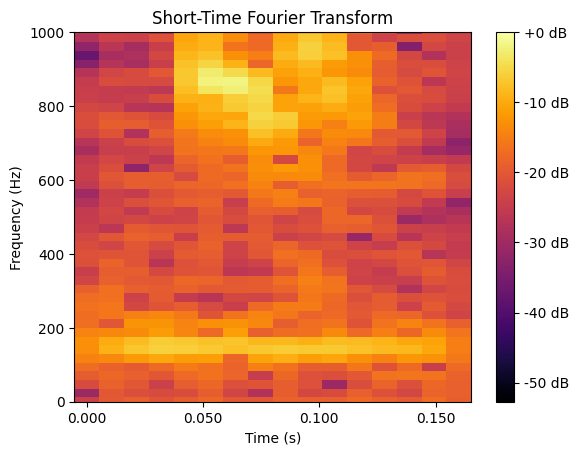 Short-Time Fourier Transform
1000
800
600
400
200
0
Frequency (Hz)
0.000
0.050
0.100
0.150
Time (s)
+0 dB
-10 dB
-20 dB
-30 dB
-40 dB
-50 dB